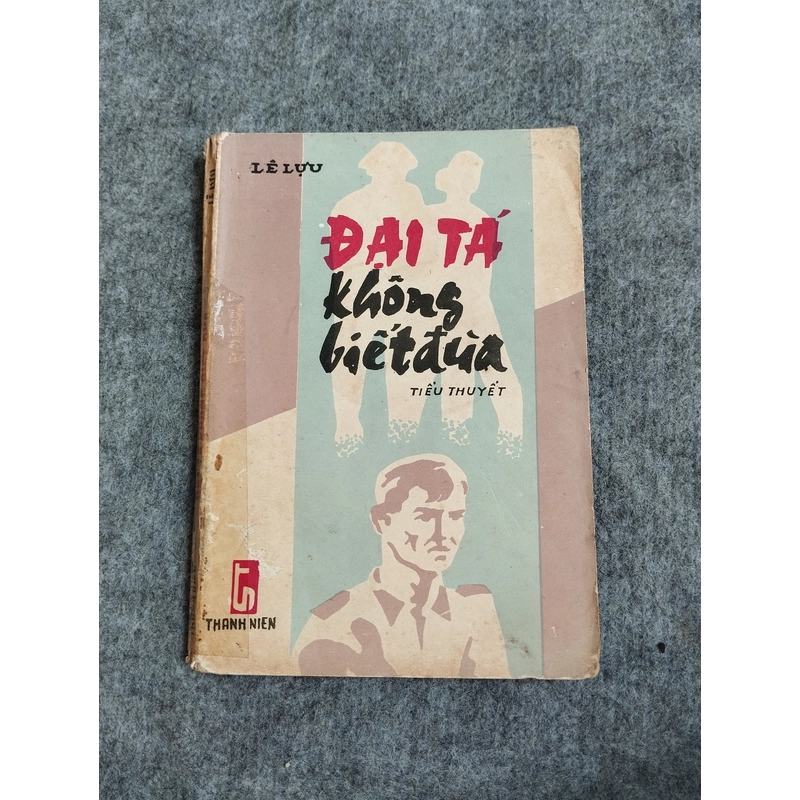 LÊ LỰU
ĐẠI TÁ
không
biết đùa
TIỂU THUYẾT
THANH NIÊN